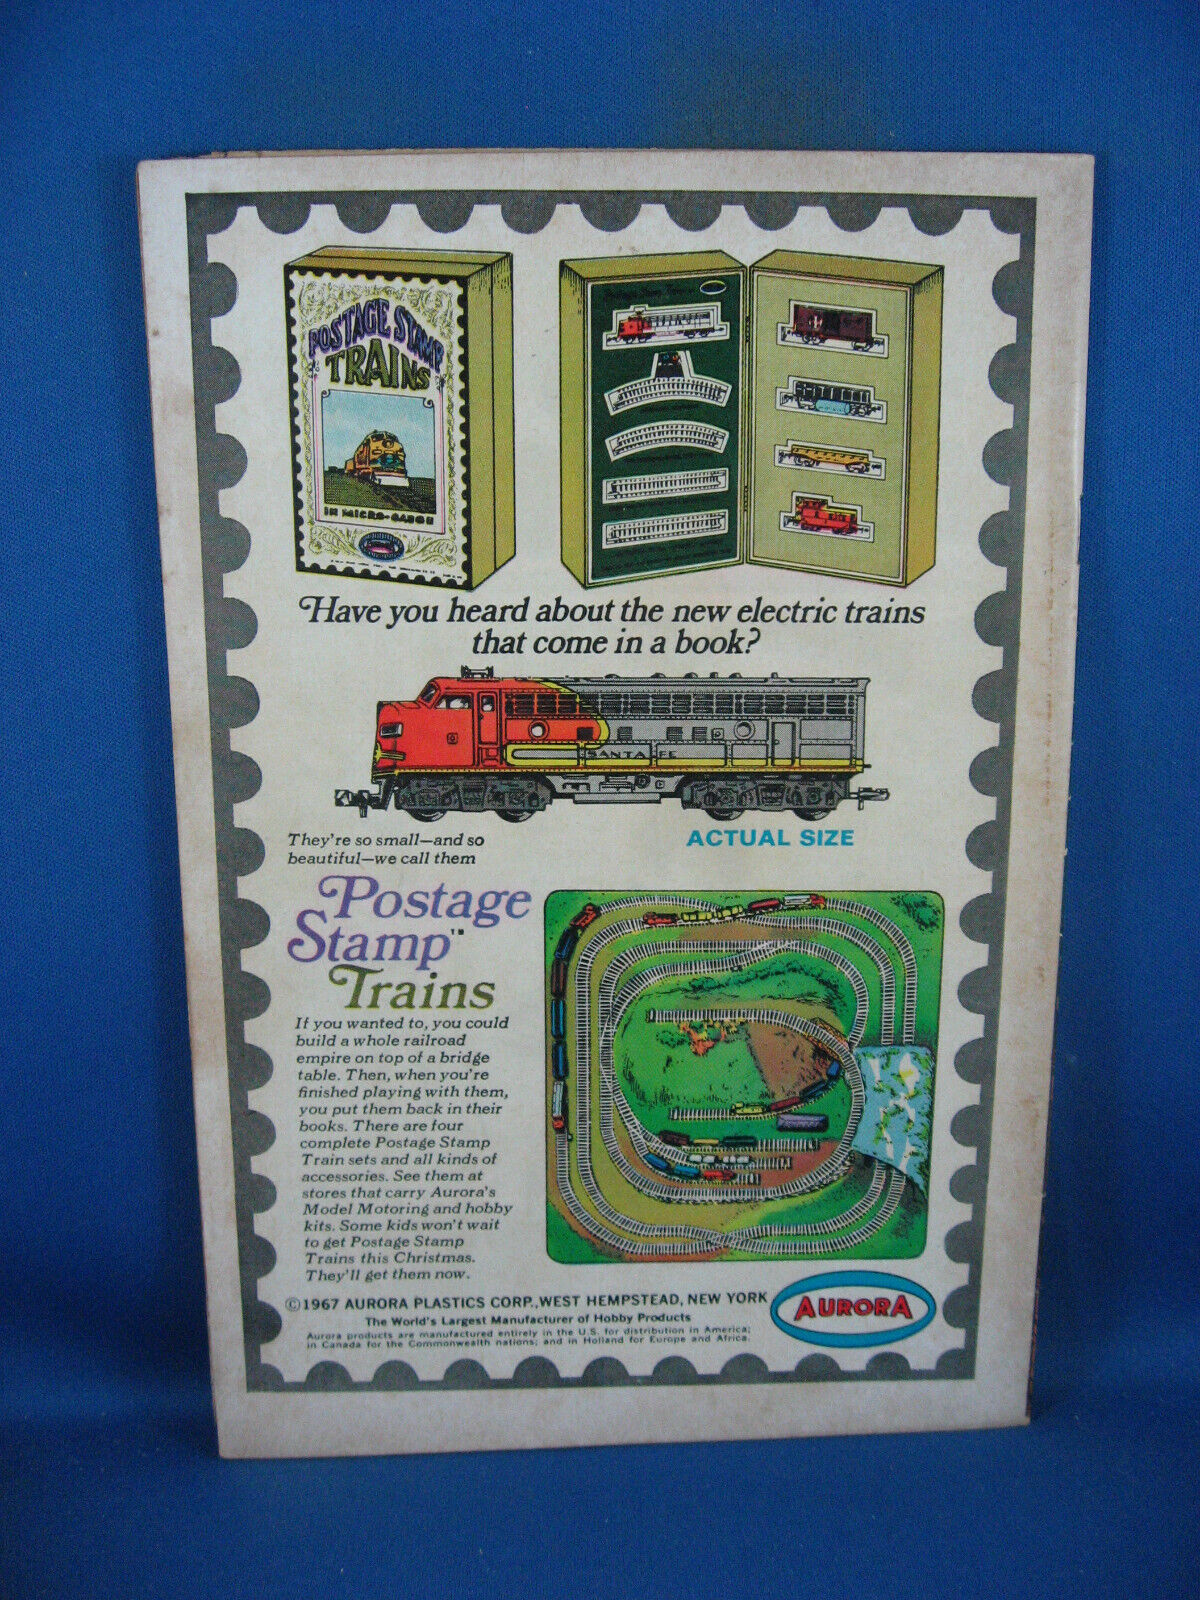 POSTAGE STAMP
TRAINS
IN MICRO-GAUGE
Have you heard about the new electric trains
that come in a book?
SANTA FE
They're so small—and so
beautiful—we call them
ACTUAL SIZE
Postage
Stamp™
Trains
If you wanted to, you could
build a whole railroad
empire on top of a bridge
table. Then, when you're
finished playing with them,
you put them back in their
books. There are four
complete Postage Stamp
Train sets and all kinds of
accessories. See them at
stores that carry Aurora's
Model Motoring and hobby
kits. Some kids won't wait
to get Postage Stamp
Trains this Christmas.
They'll get them now.
©1967 AURORA PLASTICS CORP., WEST HEMPSTEAD, NEW YORK
The World's Largest Manufacturer of Hobby Products
Aurora products are manufactured entirely in the U.S. for distribution in America;
in Canada for the Commonwealth nations; and in Holland for Europe and Africa.
AURORA